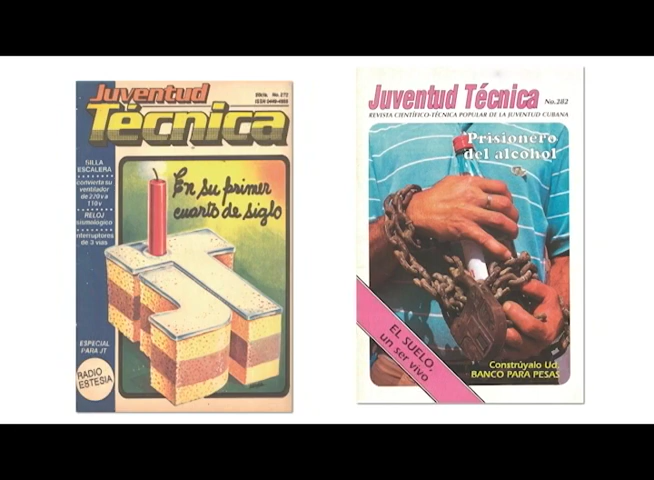 Juventud
Técnica
Dicie. No. 272
SILLA
ESCALERA
convierta su
ventilador
de 220 v a
110 v
RELOJ
sismológico
interruptores
de 3 vías
En su primer
cuarto de siglo
ESPECIAL
PARA JT
RADIO
ESTESIA
Juventud Técnica
No. 282
REVISTA CIENTÍFICO-TÉCNICA POPULAR DE LA JUVENTUD CUBANA
Prisionero
del alcohol
EL SUELO,
un ser vivo
Constrúyalo Ud.
BANCO PARA PESAS